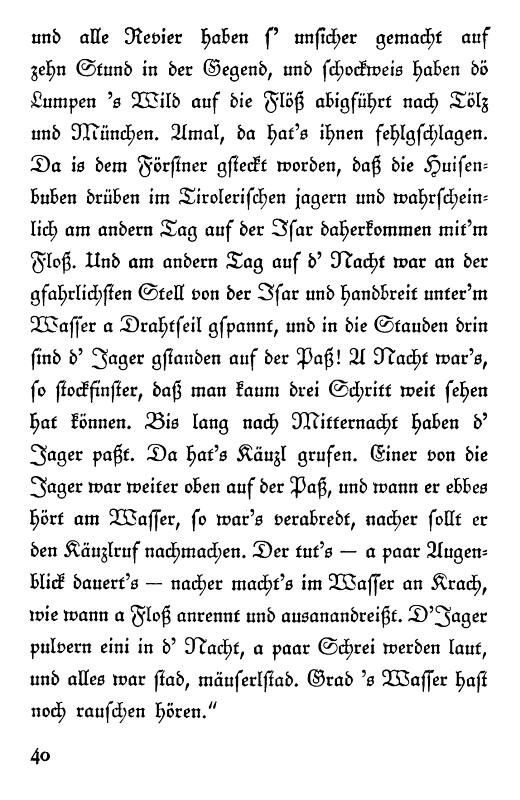 und alle Revier haben s' unsicher gemacht auf
zehn Stund in der Gegend, und schockweis haben dö
Lumpen 's Wild auf die Flöß abigführt nach Tölz
und München. Amal, da hat's ihnen fehlgschlagen.
Da is dem Förstner gsteckt worden, daß die Huisen-
buben drüben im Tirolerischen jagern und wahrschein-
lich am andern Tag auf der Isar daherkommen mit'm
Floß. Und am andern Tag auf d' Nacht war an der
gfahrlichsten Stell von der Isar und handbreit unter'm
Wasser a Drahtseil gspannt, und in die Stauden drin
sind d' Jager gstanden auf der Paß! A Nacht war's,
so stockfinster, daß man kaum drei Schritt weit sehen
hat können. Bis lang nach Mitternacht haben d'
Jager paßt. Da hat's Käuzl grufen. Einer von die
Jager war weiter oben auf der Paß, und wann er ebbes
hört am Wasser, so war's verabredt, nacher sollt er
den Käuzlruf nachmachen. Der tut's — a paar Augen-
blick dauert's — nacher macht's im Wasser an Krach,
wie wann a Floß anrennt und ausanandreißt. D'Jager
pulvern eini in d' Nacht, a paar Schrei werden laut,
und alles war stad, mäuserlstad. Grad 's Wasser hast
noch rauschen hören."
40